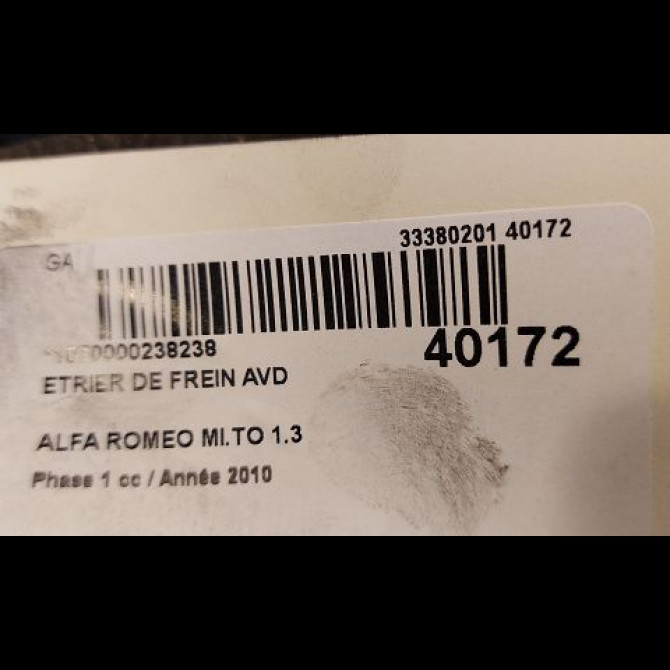 33380201 40172
GA
0000238238
40172
ETRIER DE FREIN AVD
ALFA ROMEO MI.TO 1.3
Phase 1 cc / Année 2010